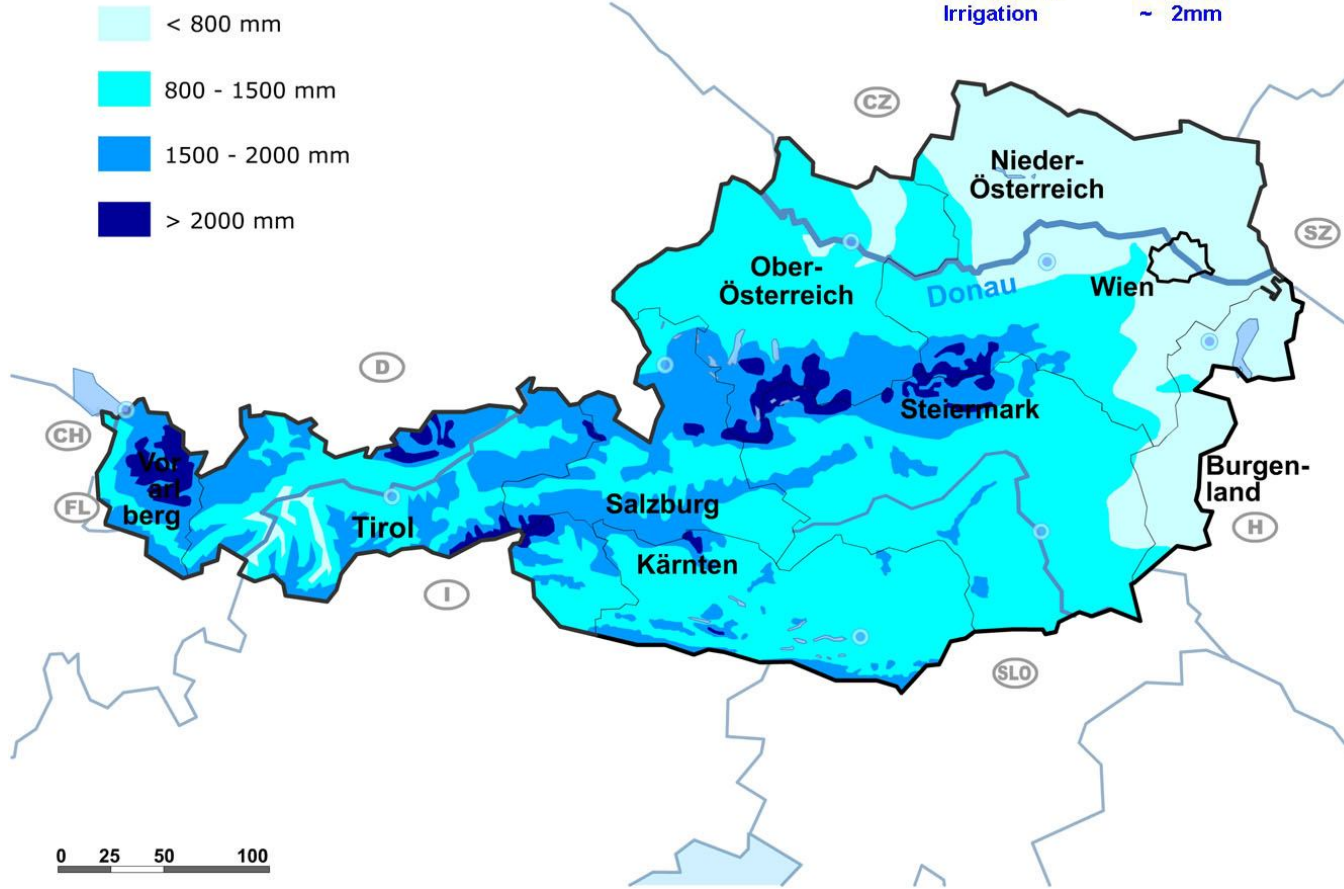 Irrigation ~ 2mm
< 800 mm
800 - 1500 mm
1500 - 2000 mm
> 2000 mm
CZ
Nieder-
Österreich
SZ
Ober-
Österreich
Donau
Wien
D
Steiermark
CH
Vor
arl
berg
FL
Tirol
Salzburg
Burgen-
land
H
Kärnten
I
SLO
0 25 50 100